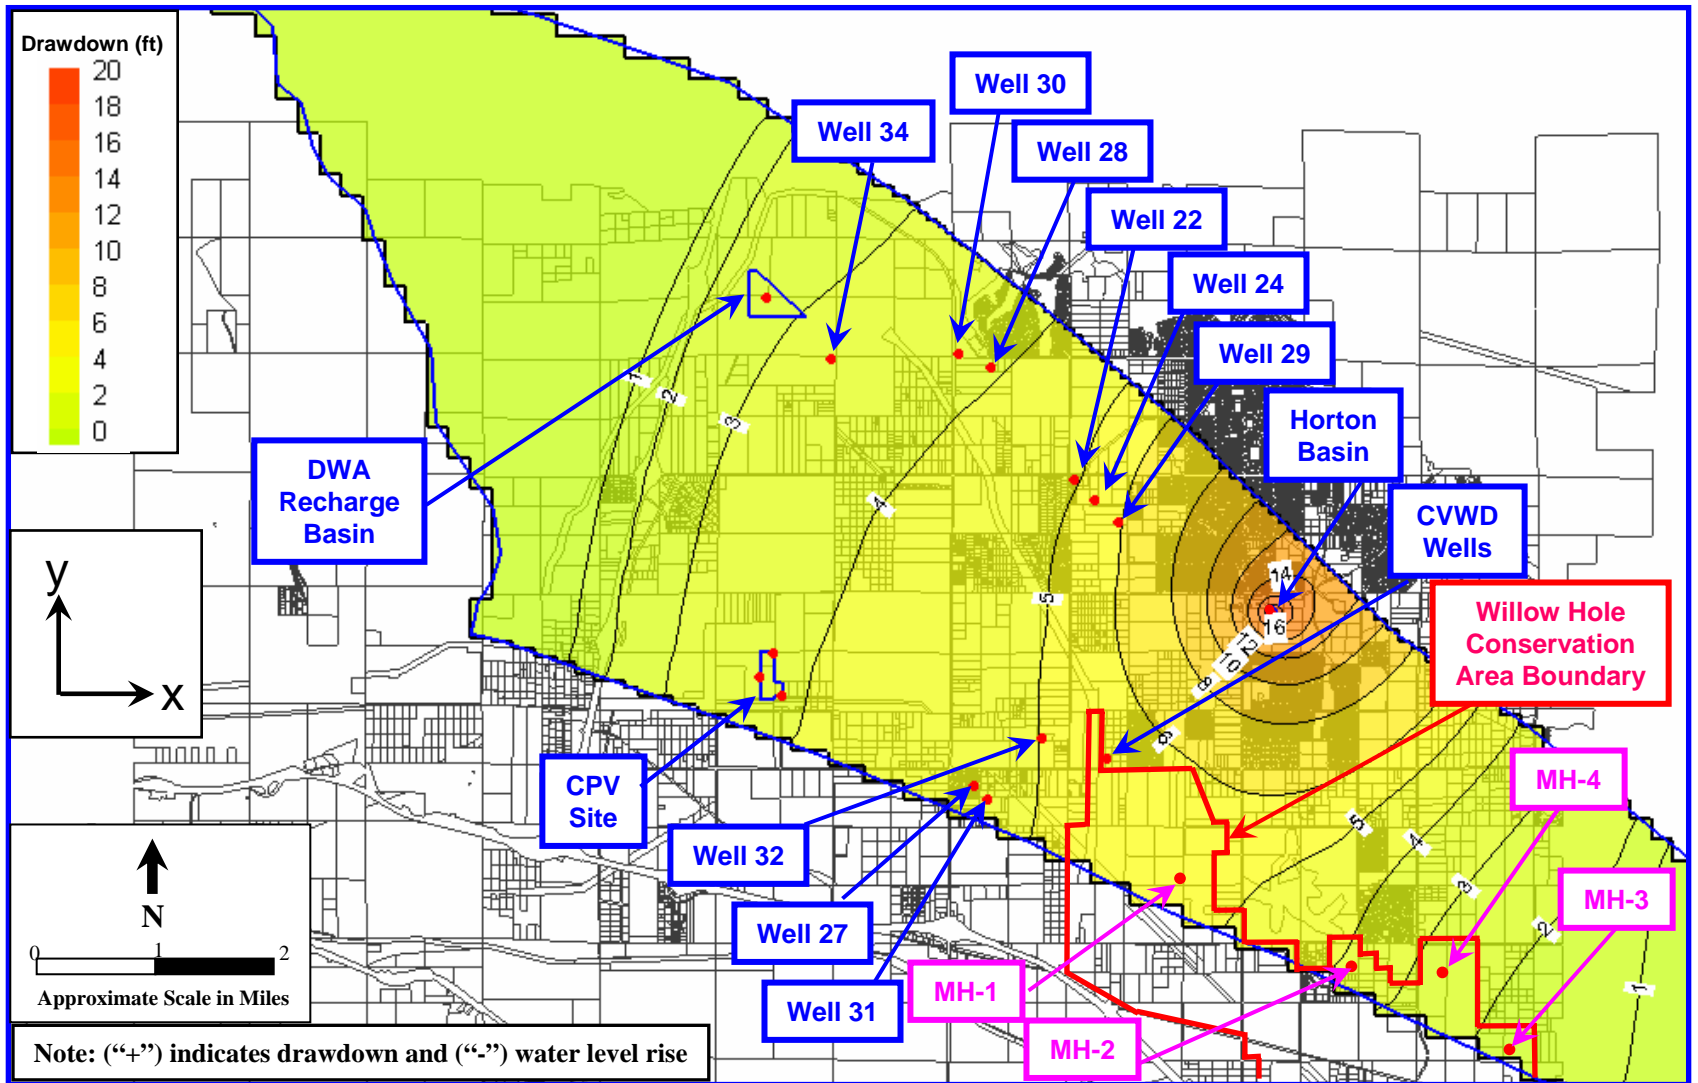 Drawdown (ft)
20
18
16
14
12
10
8
6
4
2
0
Well 30
Well 34
Well 28
Well 22
Well 24
Well 29
Horton
Basin
DWA
Recharge
Basin
CVWD
Wells
Willow Hole
Conservation
Area Boundary
1
2
3
4
5
14
16
12
10
8
6
5
4
3
2
1
y
x
CPV
Site
MH-4
Well 32
MH-3
Well 27
MH-1
Well 31
MH-2
N
0
1
2
Approximate Scale in Miles
Note: (“+”) indicates drawdown and (“-”) water level rise